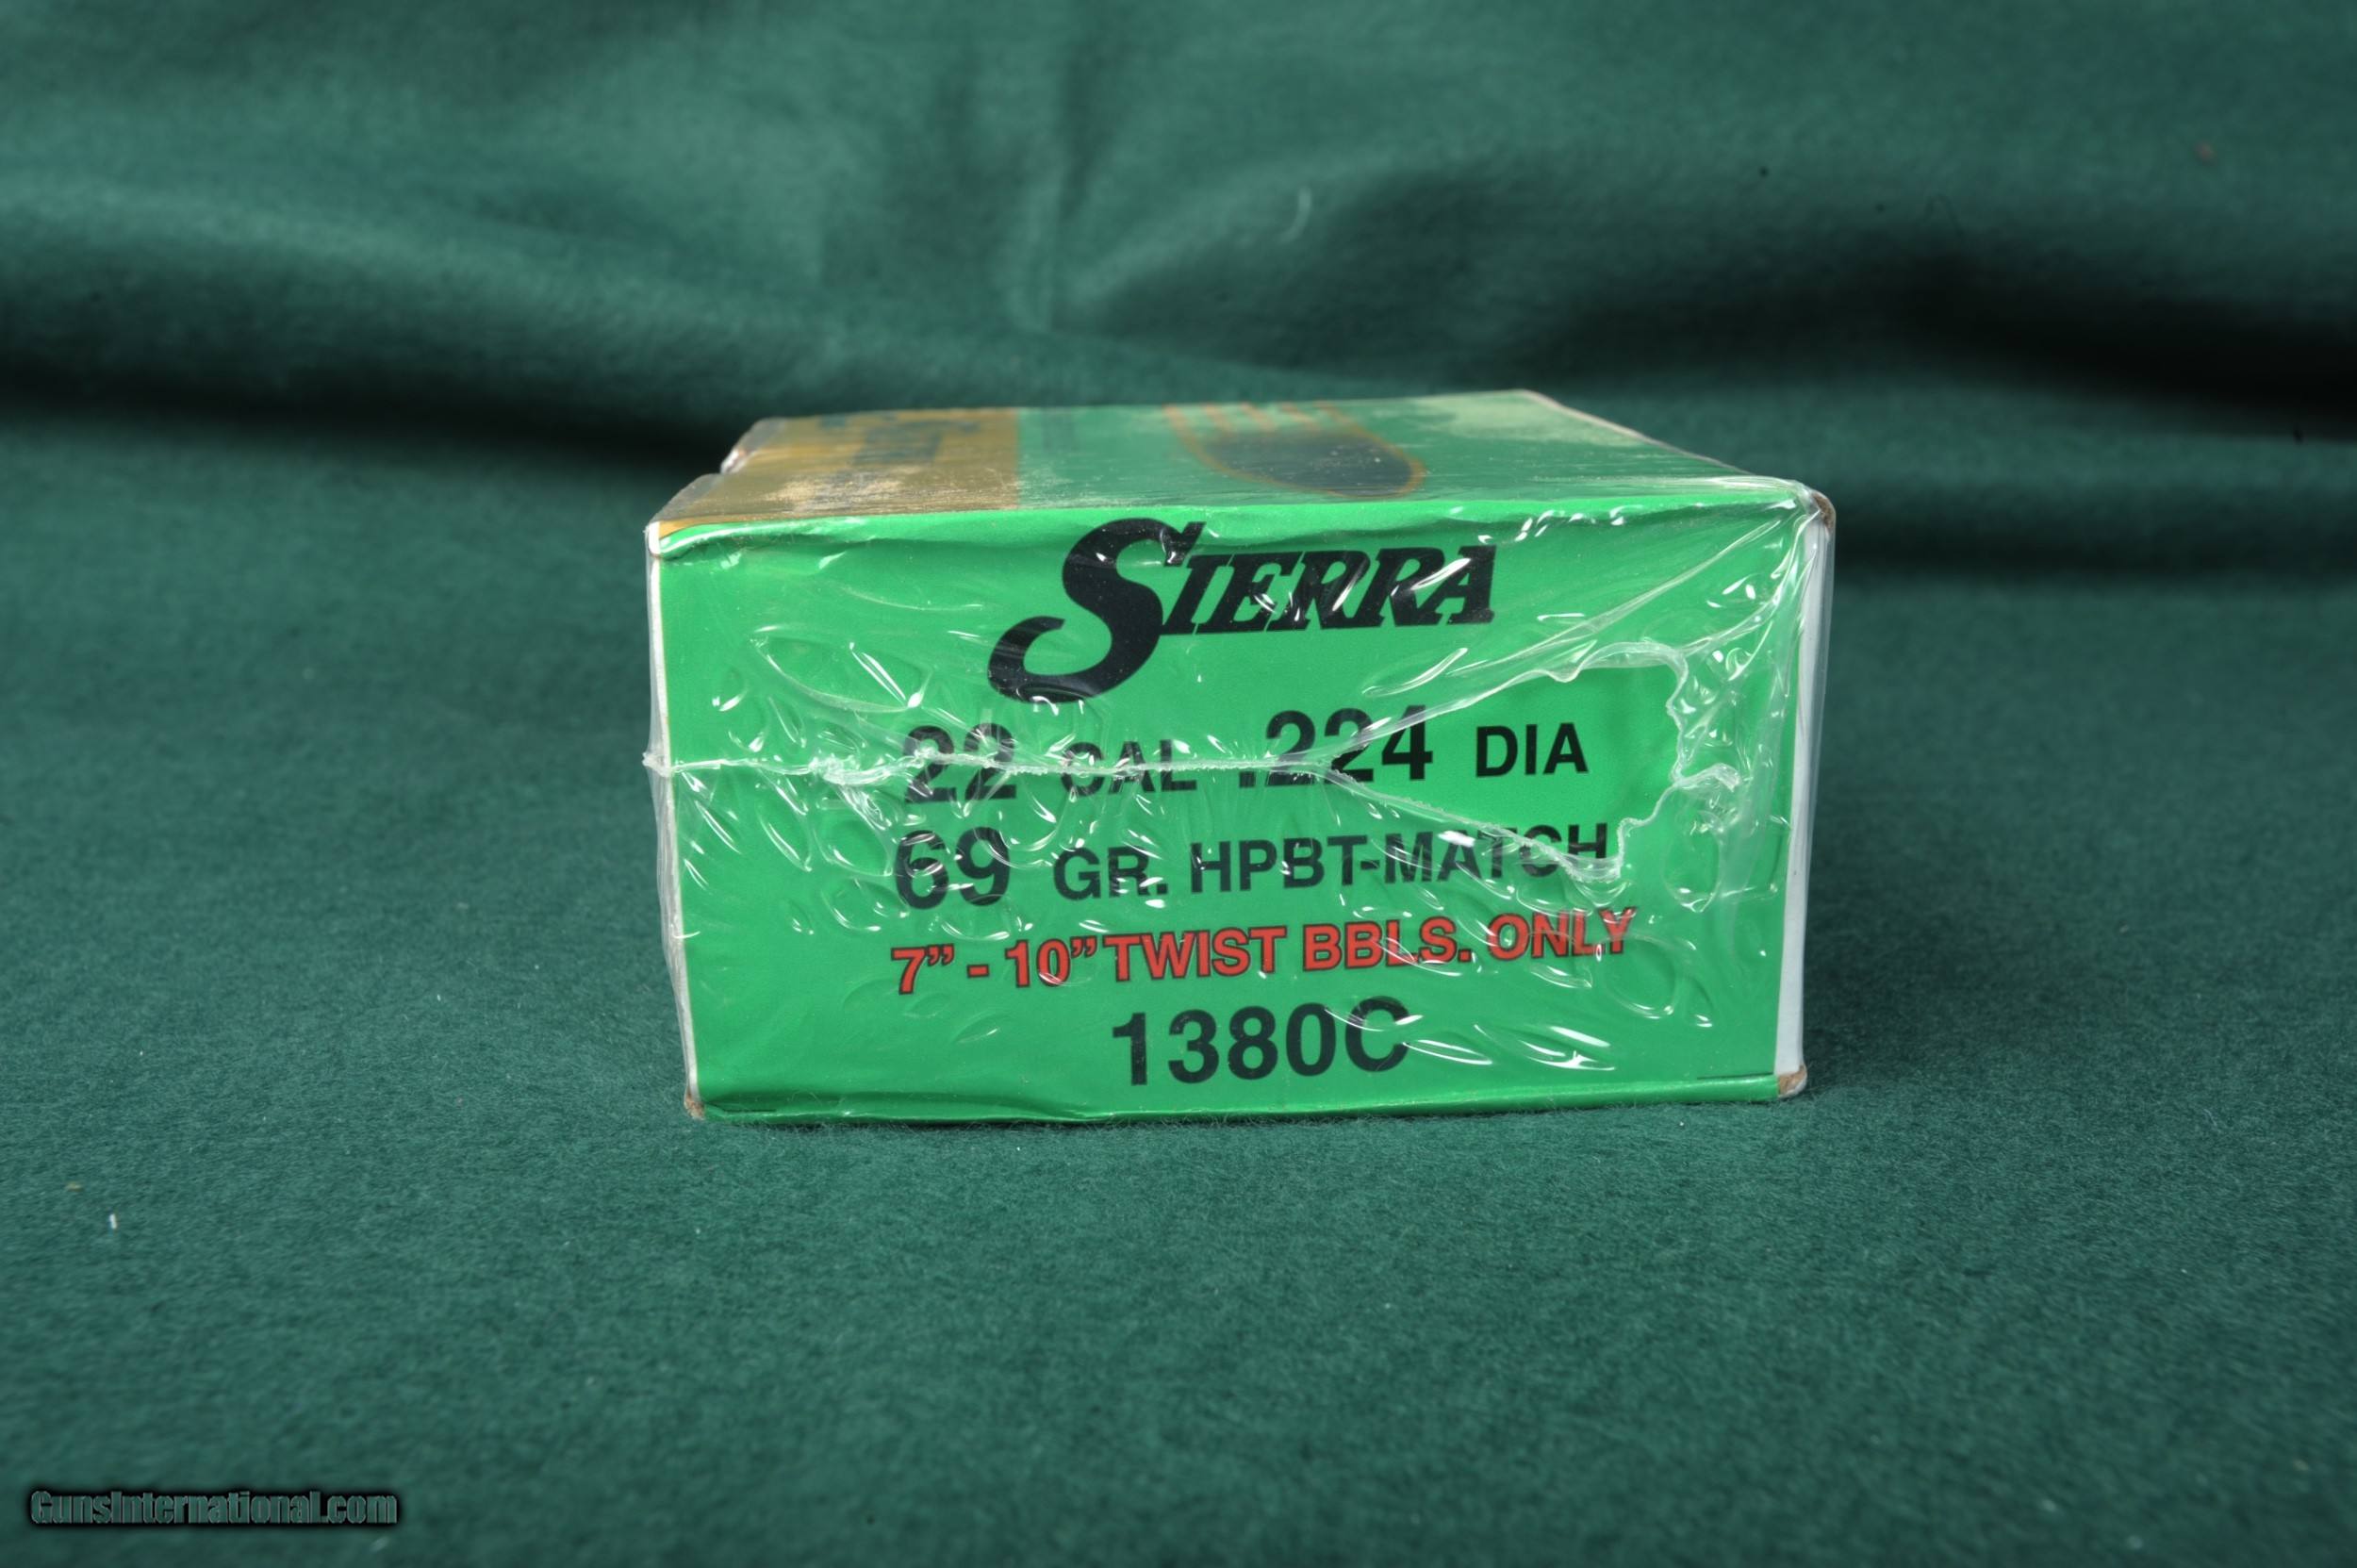 SIERRA
22 CAL .224 DIA
69 GR. HPBT-MATCH
7" - 10" TWIST BBLS. ONLY
1380C
GunsInternational.com